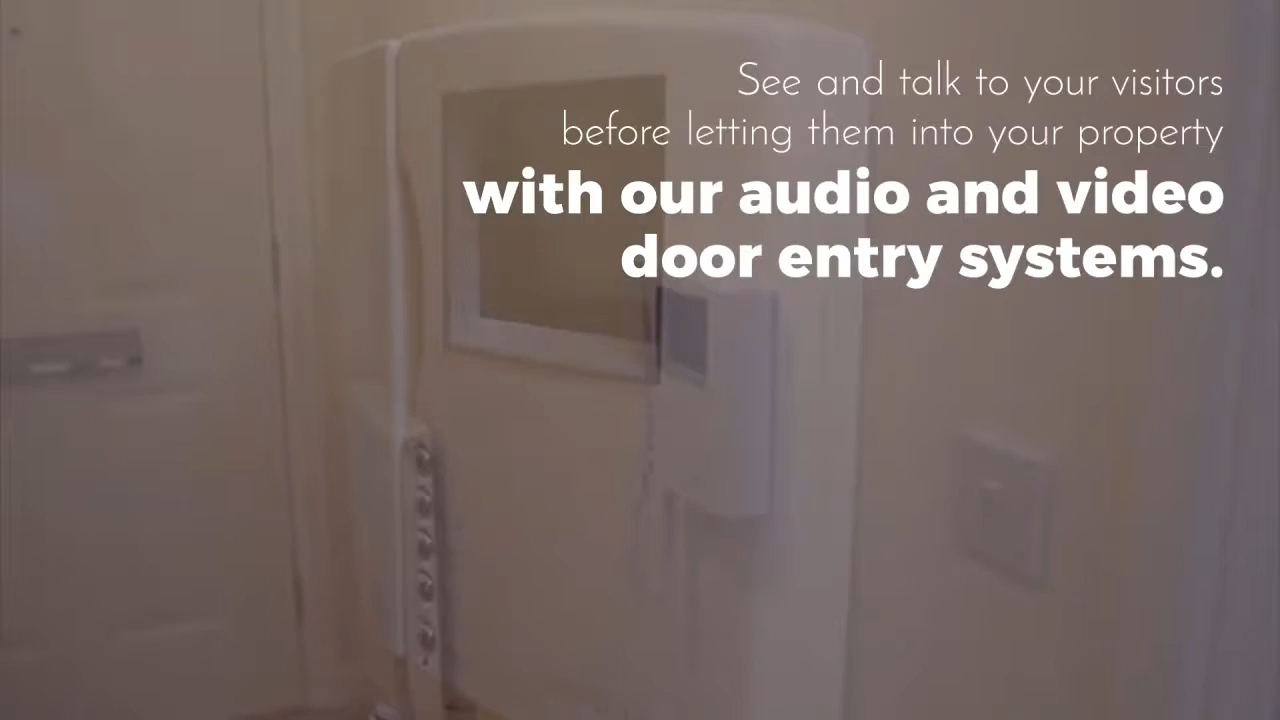 See and talk to your visitors
before letting them into your property
with our audio and video
door entry systems.